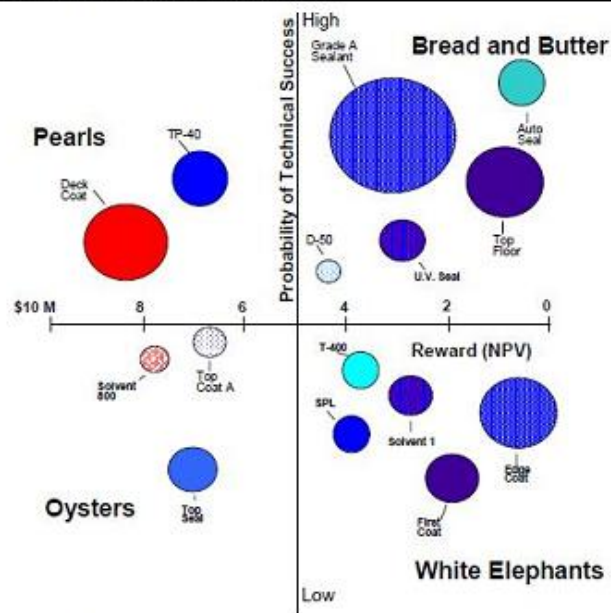 High
Grade A
Sealant
Bread and Butter
Probability of Technical Success
Pearls
TP-40
Auto
Seal
Deck
Coat
D-50
Top
Floor
U.V. Seal
$10 M
8
6
4
2
0
T-400
Reward (NPV)
Solvent
800
Top
Coat A
SPL
Solvent 1
Edge
Coat
Top
Seal
Oysters
First
Coat
White Elephants
Low